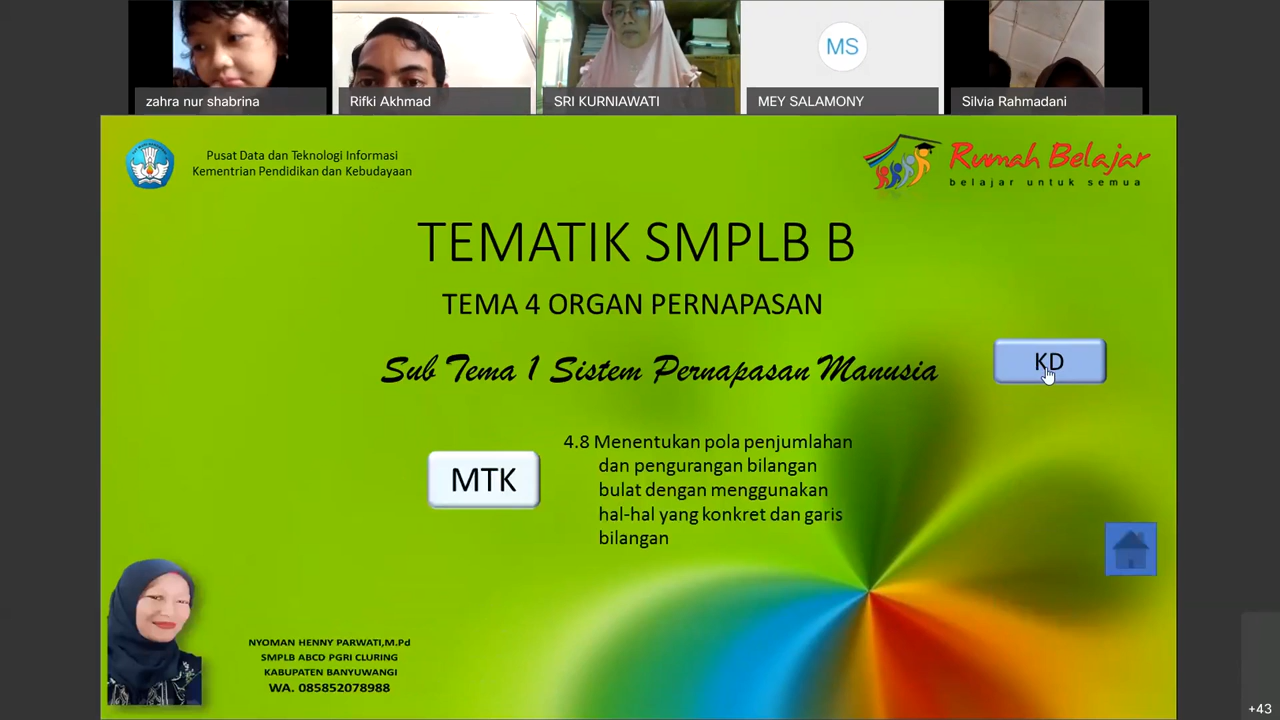 zahra nur shabrina
Rifki Akhmad
SRI KURNIAWATI
MS
MEY SALAMONY
Silvia Rahmadani
Pusat Data dan Teknologi Informasi
Kementrian Pendidikan dan Kebudayaan
Rumah Belajar
belajar untuk semua
TEMATIK SMPLB B
TEMA 4 ORGAN PERNAPASAN
Sub Tema 1 Sistem Pernapasan Manusia
KD
MTK
4.8 Menentukan pola penjumlahan
dan pengurangan bilangan
bulat dengan menggunakan
hal-hal yang konkret dan garis
bilangan
NYOMAN HENNY PARWATI,M.Pd
SMPLB ABCD PGRI CLURING
KABUPATEN BANYUWANGI
WA. 085852078988
+43